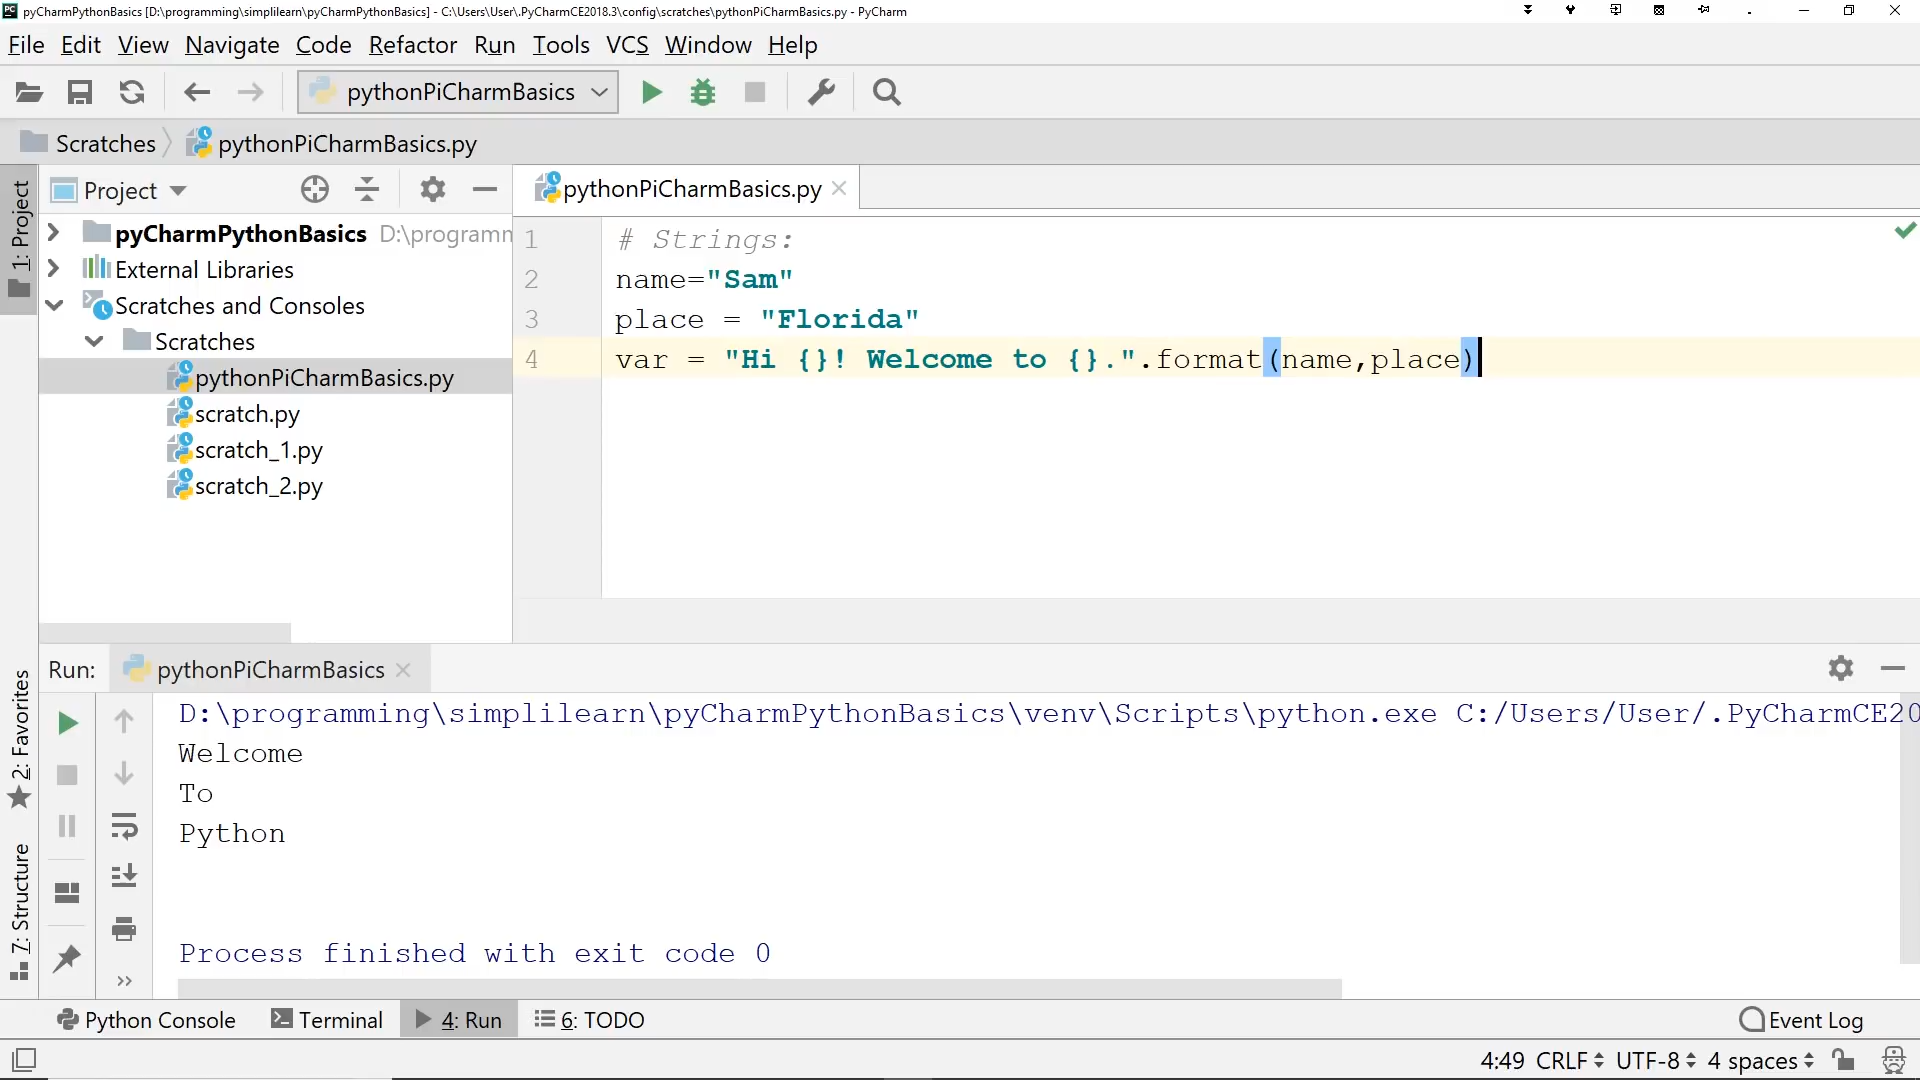 pyCharmPythonBasics [D:\programming\simplilearn\pyCharmPythonBasics] - C:\Users\User\.PyCharmCE2018.3\config\scratches\pythonPiCharmBasics.py - PyCharm
File Edit View Navigate Code Refactor Run Tools VCS Window Help
pythonPiCharmBasics
Scratches pythonPiCharmBasics.py
1: Project
Project
pythonPiCharmBasics.py
pyCharmPythonBasics D:\programm
External Libraries
Scratches and Consoles
Scratches
pythonPiCharmBasics.py
scratch.py
scratch_1.py
scratch_2.py
1 # Strings:
2 name="Sam"
3 place = "Florida"
4 var = "Hi {}! Welcome to {}.".format(name,place)
Run: pythonPiCharmBasics
2: Favorites
7: Structure
D:\programming\simplilearn\pyCharmPythonBasics\venv\Scripts\python.exe C:/Users/User/.PyCharmCE20
Welcome
To
Python
Process finished with exit code 0
Python Console Terminal 4: Run 6: TODO Event Log
4:49 CRLF UTF-8 4 spaces